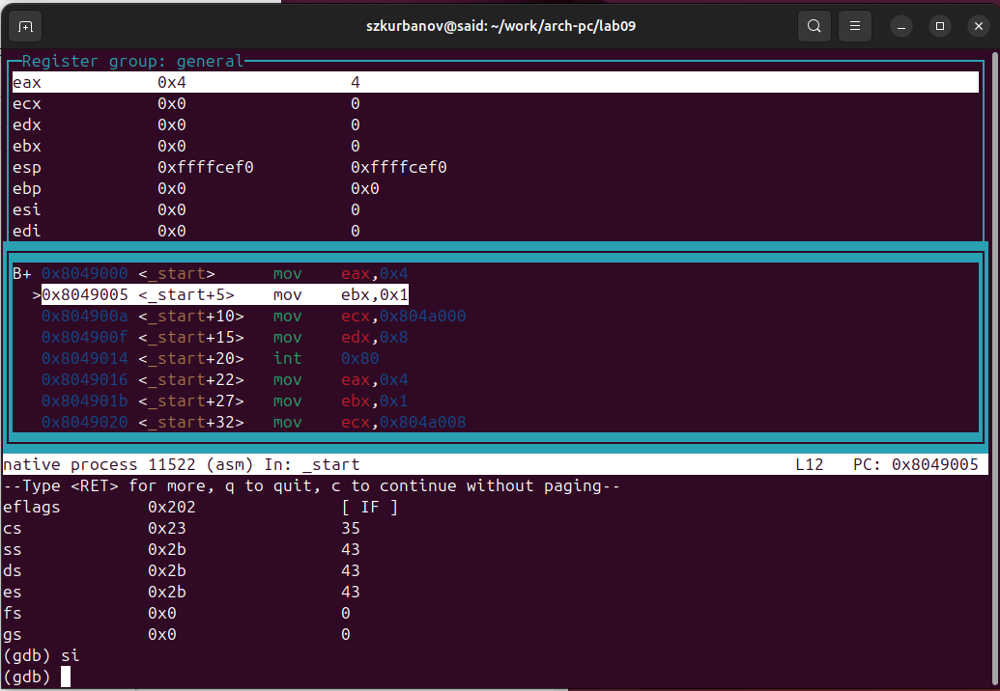 szkurbanov@said: ~/work/arch-pc/lab09
Register group: general
eax 0x4 4
ecx 0x0 0
edx 0x0 0
ebx 0x0 0
esp 0xffffcef0 0xffffcef0
ebp 0x0 0x0
esi 0x0 0
edi 0x0 0
B+ 0x8049000 <_start> mov eax,0x4
>0x8049005 <_start+5> mov ebx,0x1
0x804900a <_start+10> mov ecx,0x804a000
0x804900f <_start+15> mov edx,0x8
0x8049014 <_start+20> int 0x80
0x8049016 <_start+22> mov eax,0x4
0x804901b <_start+27> mov ebx,0x1
0x8049020 <_start+32> mov ecx,0x804a008
native process 11522 (asm) In: _start L12 PC: 0x8049005
--Type <RET> for more, q to quit, c to continue without paging--
eflags 0x202 [ IF ]
cs 0x23 35
ss 0x2b 43
ds 0x2b 43
es 0x2b 43
fs 0x0 0
gs 0x0 0
(gdb) si
(gdb)